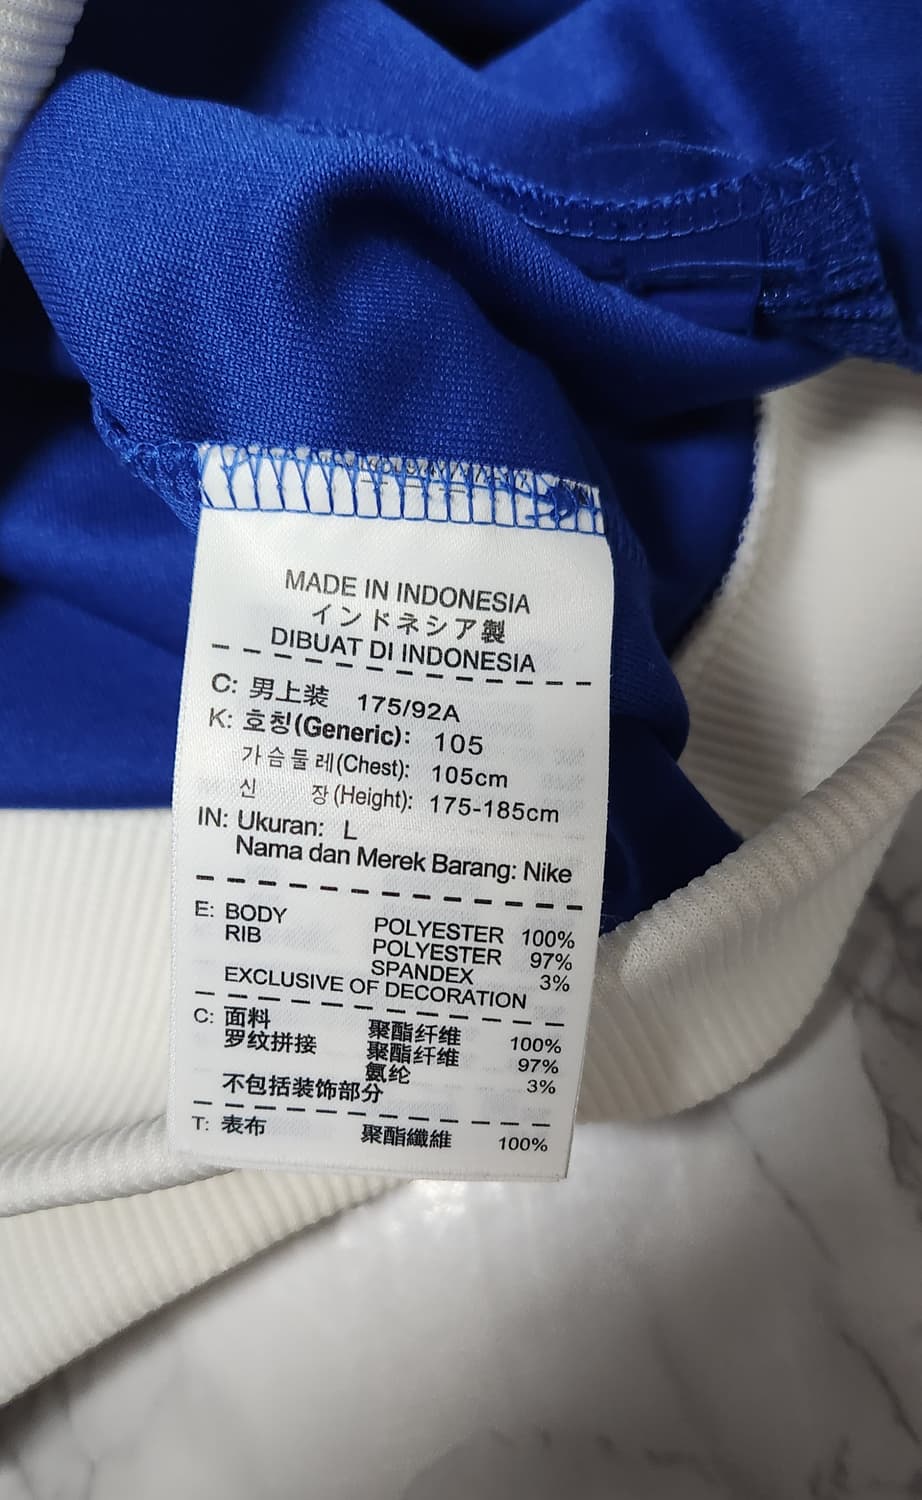 MADE IN INDONESIA
インドネシア製
DIBUAT DI INDONESIA
C: 男上装 175/92A
K: 호칭(Generic): 105
가슴둘레(Chest): 105cm
신 장(Height): 175-185cm
IN: Ukuran: L
Nama dan Merek Barang: Nike
E: BODY POLYESTER 100%
RIB POLYESTER 97%
SPANDEX 3%
EXCLUSIVE OF DECORATION
C: 面料 聚酯纤维 100%
罗纹拼接 聚酯纤维 97%
氨纶 3%
不包括装饰部分
T: 表布 聚酯纖維 100%